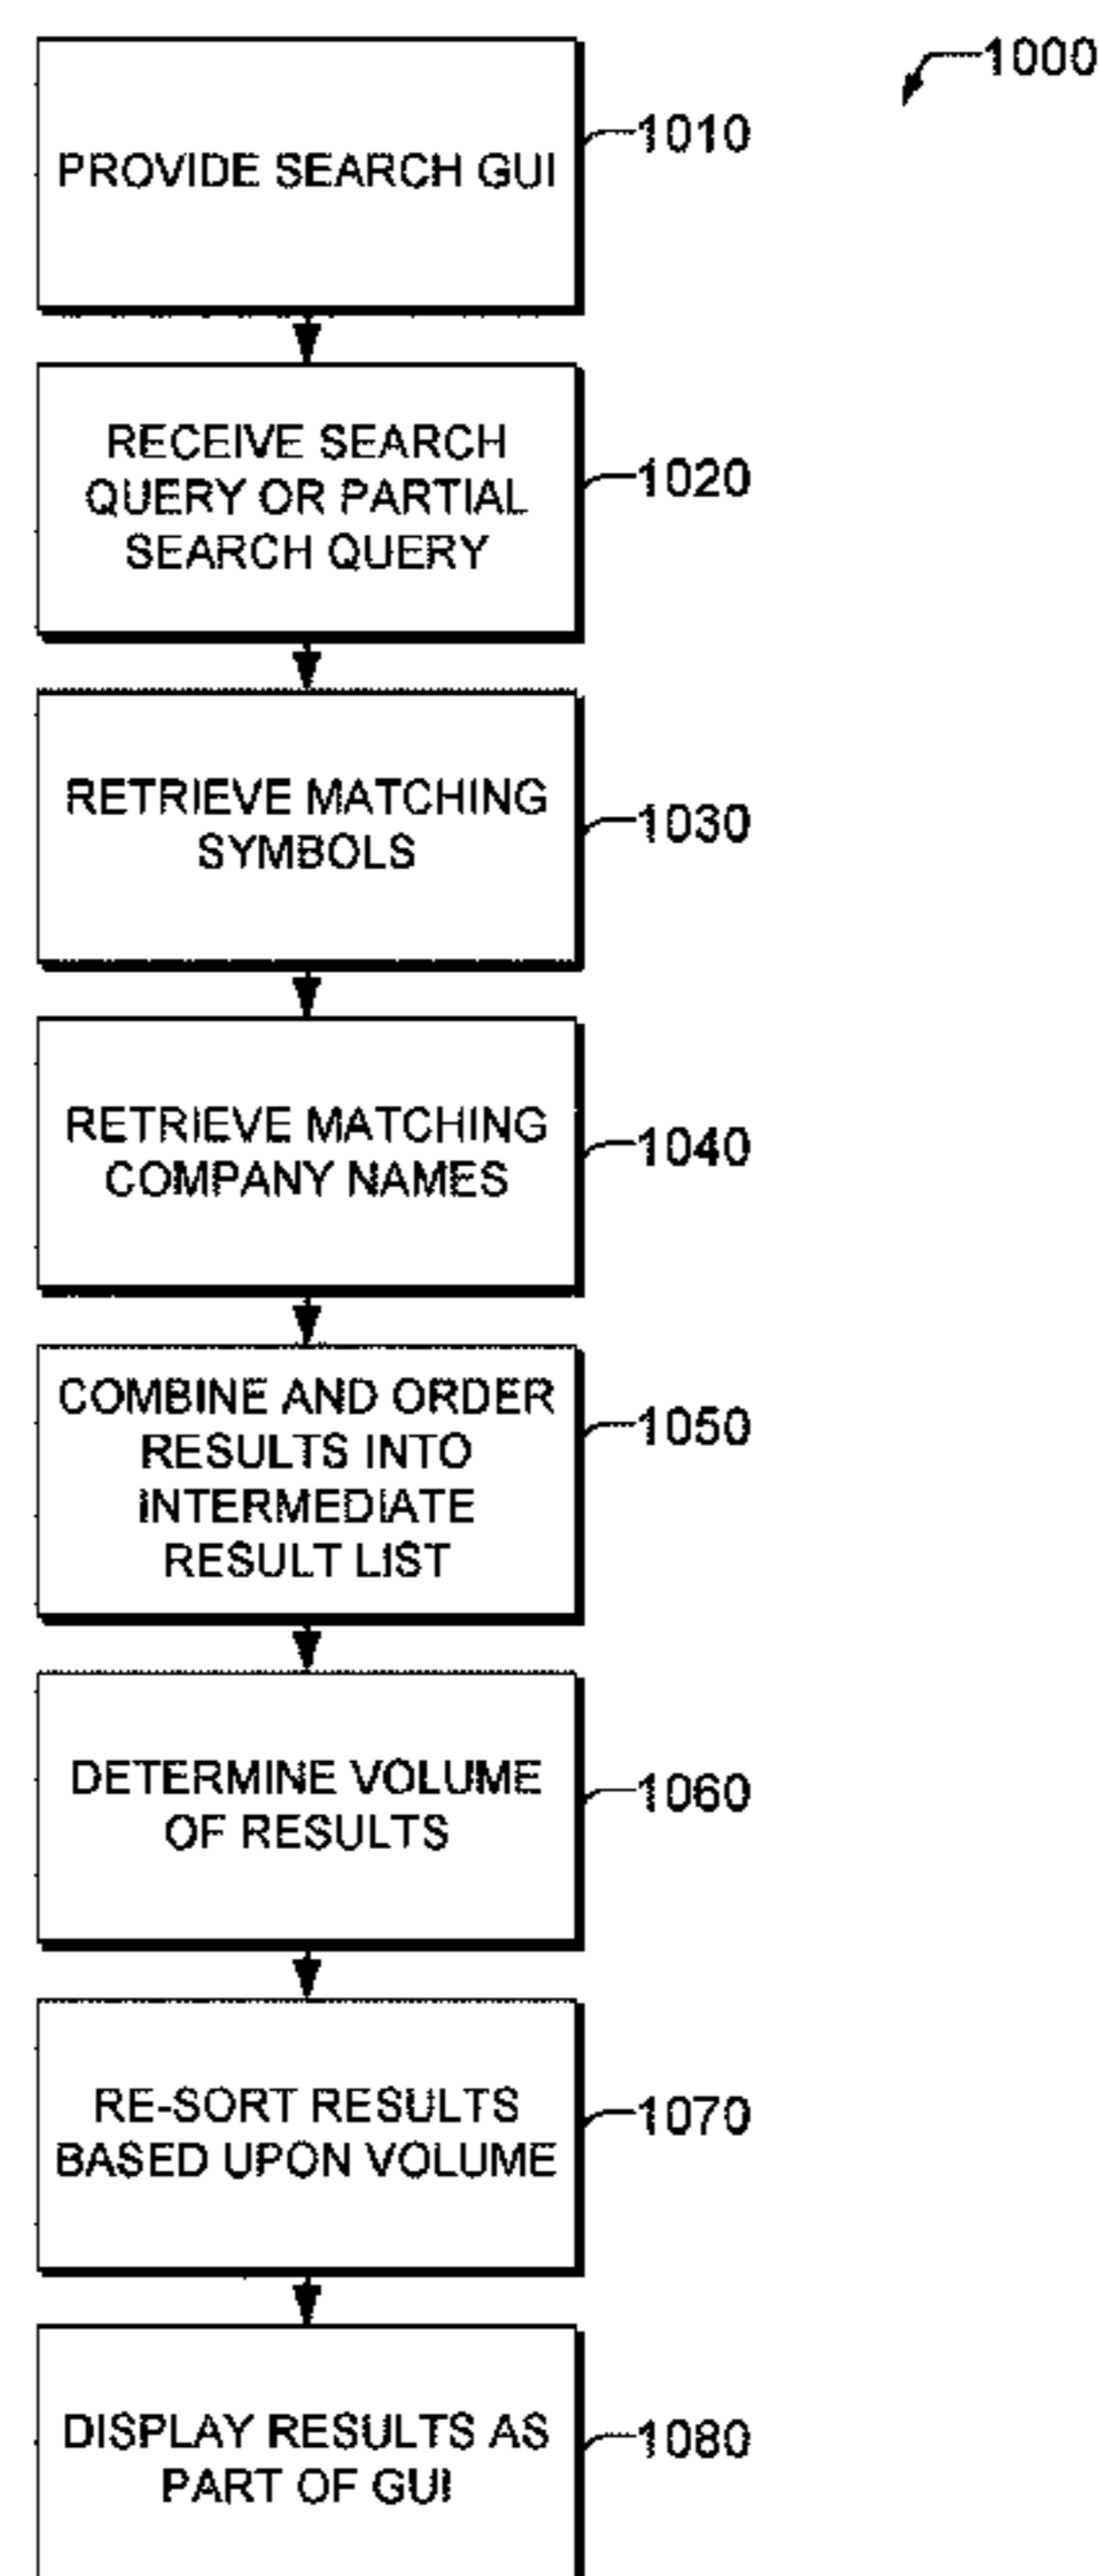 1000
PROVIDE SEARCH GUI
1010
RECEIVE SEARCH
QUERY OR PARTIAL
SEARCH QUERY
1020
RETRIEVE MATCHING
SYMBOLS
1030
RETRIEVE MATCHING
COMPANY NAMES
1040
COMBINE AND ORDER
RESULTS INTO
INTERMEDIATE
RESULT LIST
1050
DETERMINE VOLUME
OF RESULTS
1060
RE-SORT RESULTS
BASED UPON VOLUME
1070
DISPLAY RESULTS AS
PART OF GUI
1080